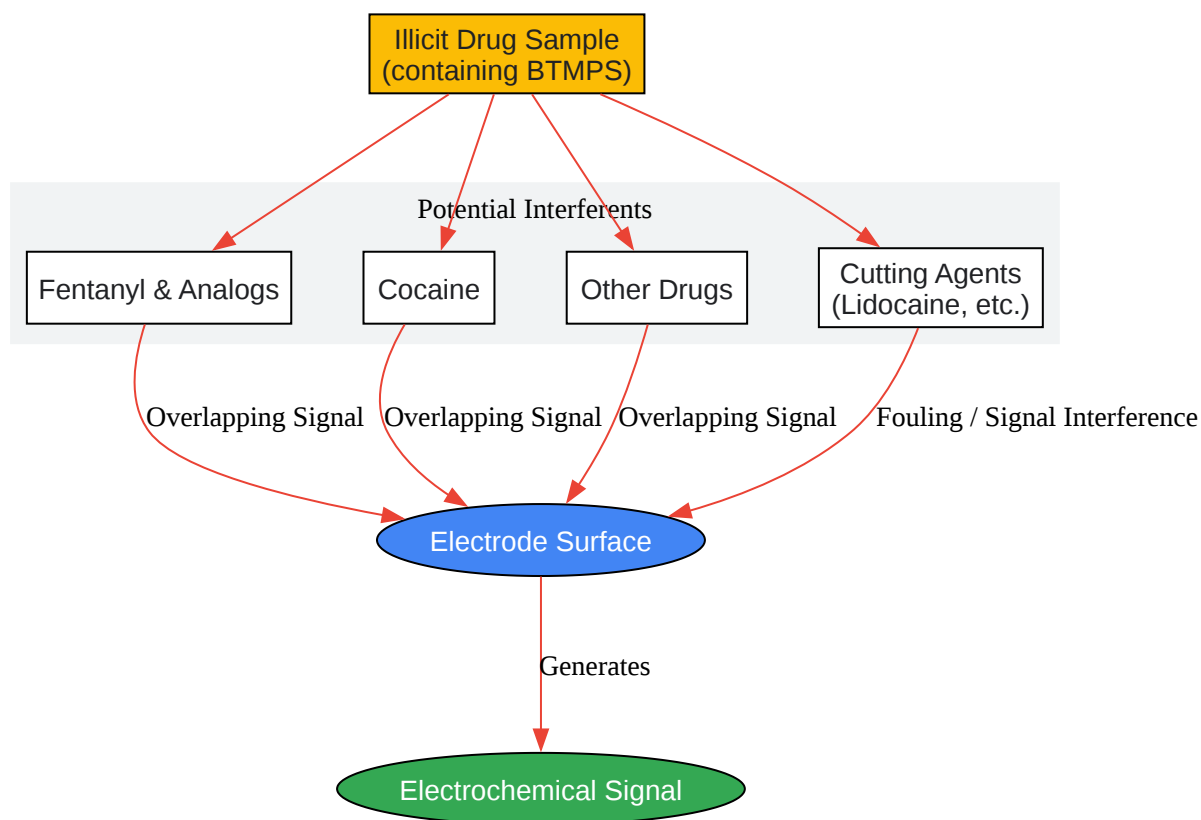 Illicit Drug Sample
(containing BTMPS)
Potential Interferents
Fentanyl & Analogs
Cocaine
Other Drugs
Cutting Agents
(Lidocaine, etc.)
Overlapping Signal
Overlapping Signal
Overlapping Signal
Fouling / Signal Interference
Electrode Surface
Generates
Electrochemical Signal